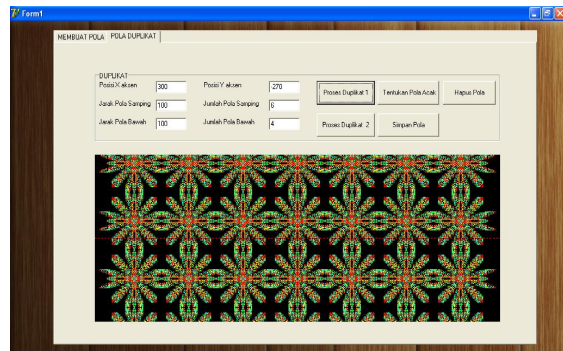 Form1
MEMBUAT POLA POLA DUPLIKAT
DUPLIKAT
Posisi X aksen 300 Posisi Y aksen -270
Proses Duplikat 1 Tentukan Pola Acak Hapus Pola
Jarak Pola Samping 100 Jumlah Pola Samping 6
Jarak Pola Bawah 100 Jumlah Pola Bawah 4
Proses Duplikat 2 Simpan Pola